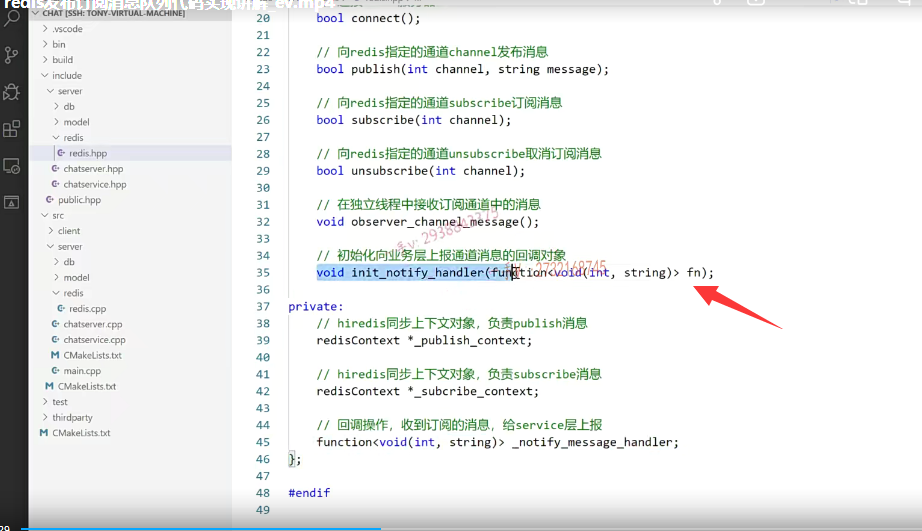 redis发布订阅消息队列代码实现讲解 ev.mp4
CHAT [SSH: TONY-VIRTUAL-MACHINE]
.vscode
bin
build
include
server
db
model
redis
redis.hpp
chatserver.hpp
chatservice.hpp
public.hpp
src
client
server
db
model
redis
redis.cpp
chatserver.cpp
chatservice.cpp
CMakeLists.txt
main.cpp
CMakeLists.txt
test
thirdparty
CMakeLists.txt
20 bool connect();
21
22 // 向redis指定的通道channel发布消息
23 bool publish(int channel, string message);
24
25 // 向redis指定的通道subscribe订阅消息
26 bool subscribe(int channel);
27
28 // 向redis指定的通道unsubscribe取消订阅消息
29 bool unsubscribe(int channel);
30
31 // 在独立线程中接收订阅通道中的消息
32 void observer_channel_message();
33
34 // 初始化向业务层上报通道消息的回调对象
35 void init_notify_handler(function<void(int, string)> fn);
36
37 private:
38 // hiredis同步上下文对象，负责publish消息
39 redisContext *_publish_context;
40
41 // hiredis同步上下文对象，负责subscribe消息
42 redisContext *_subcribe_context;
43
44 // 回调操作，收到订阅的消息，给service层上报
45 function<void(int, string)> _notify_message_handler;
46 };
47
48 #endif
49